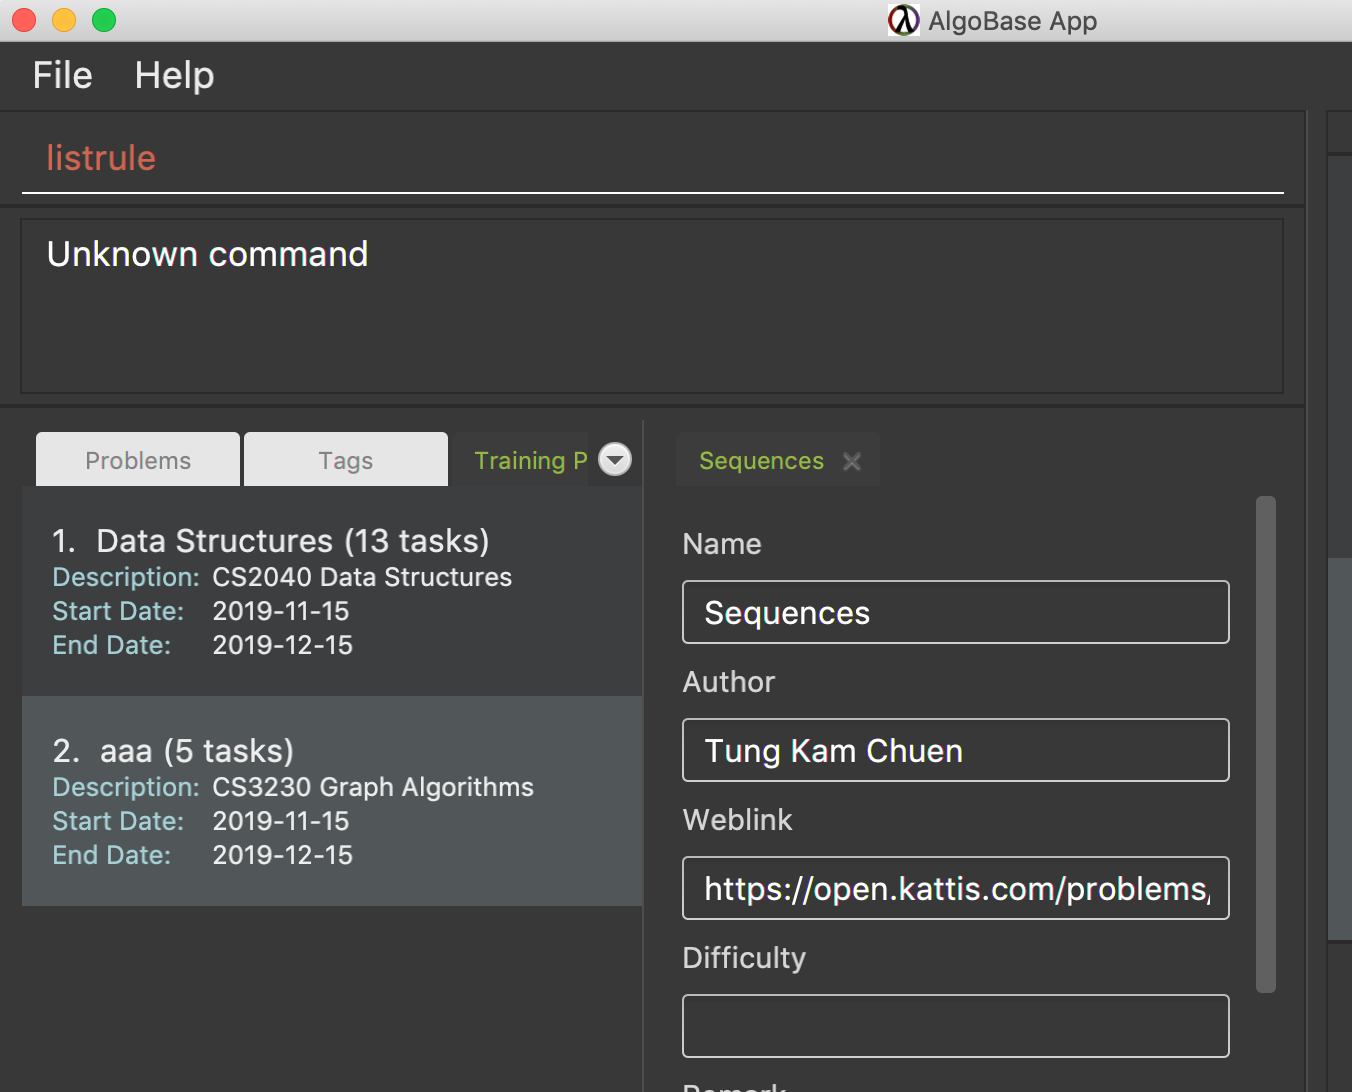 AlgoBase App
File Help
listrule
Unknown command
Problems Tags Training P
1. Data Structures (13 tasks)
Description: CS2040 Data Structures
Start Date: 2019-11-15
End Date: 2019-12-15
2. aaa (5 tasks)
Description: CS3230 Graph Algorithms
Start Date: 2019-11-15
End Date: 2019-12-15
Sequences
Name
Sequences
Author
Tung Kam Chuen
Weblink
https://open.kattis.com/problems/
Difficulty
Remark